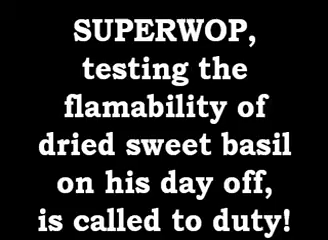 SUPERWOP,
testing the
flamability of
dried sweet basil
on his day off,
is called to duty!